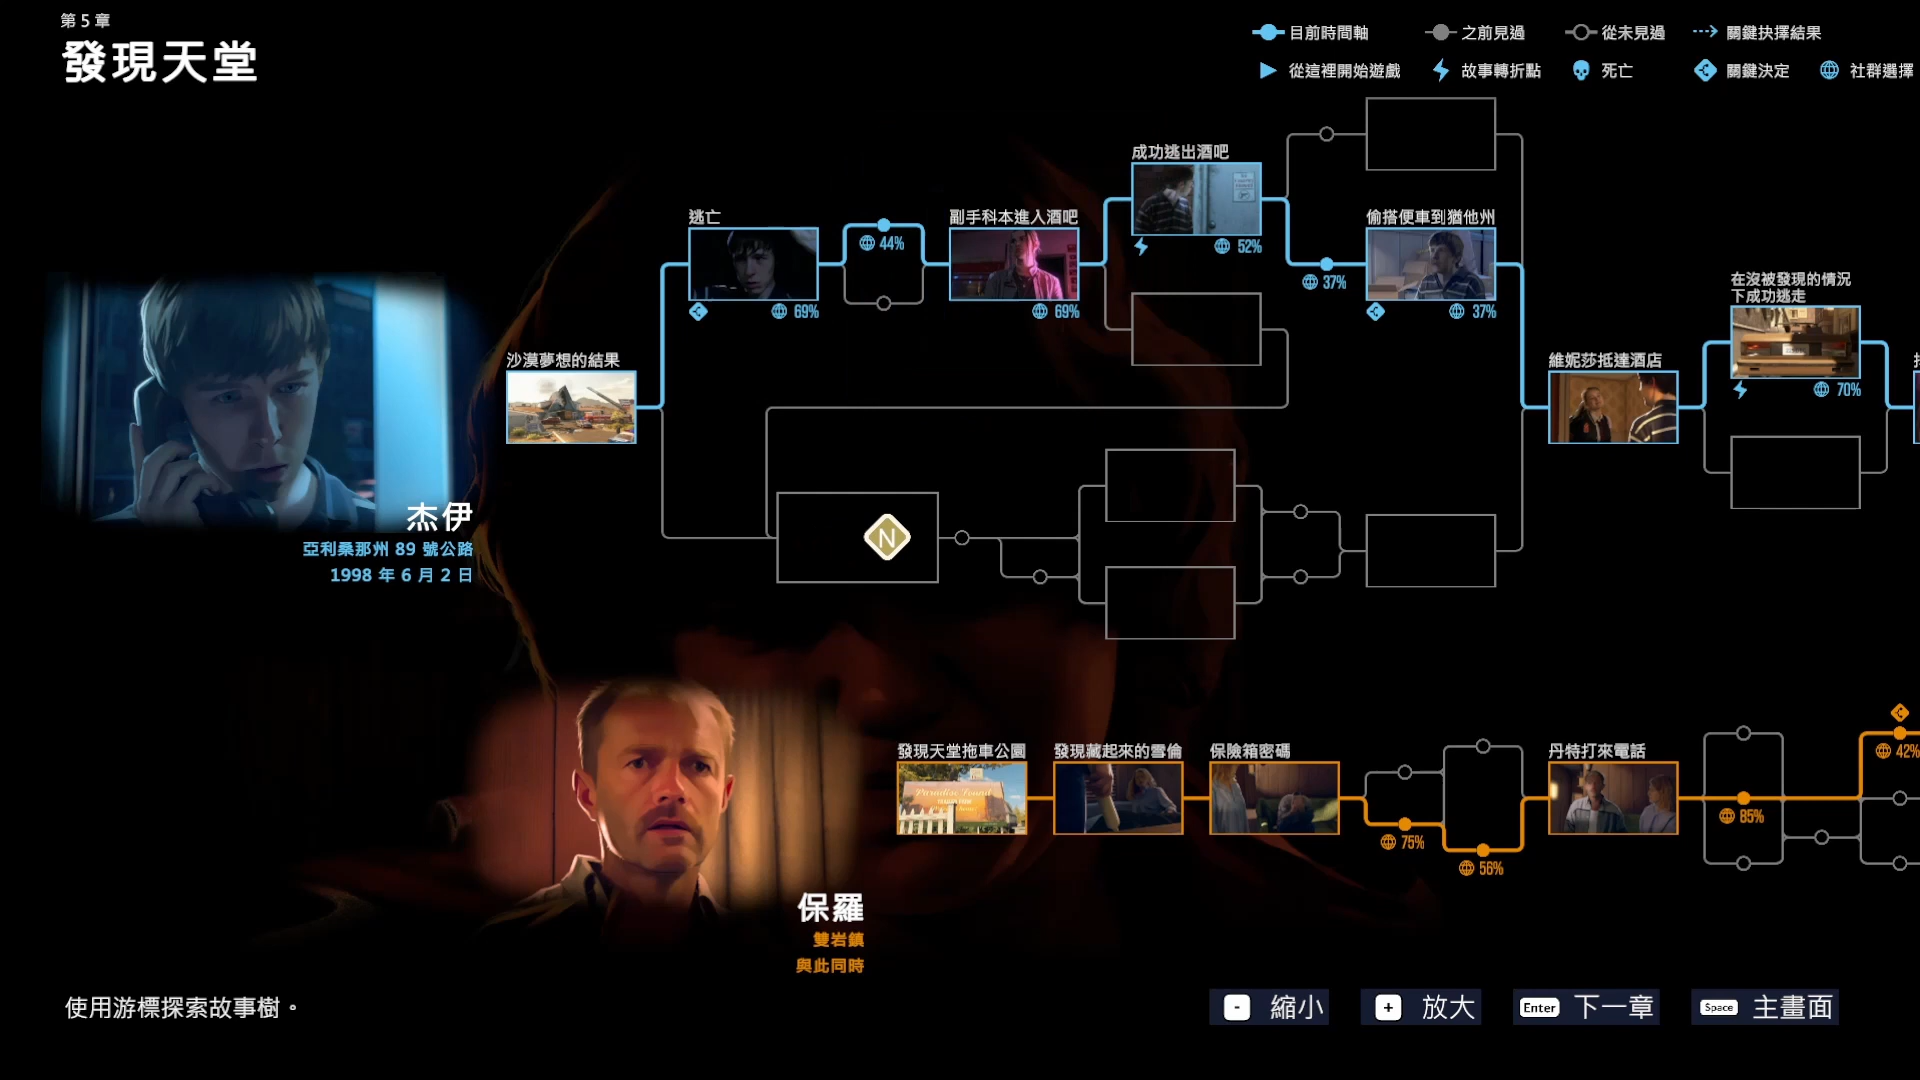 第 5 章
發現天堂
目前時間軸
之前見過
從未見過
關鍵抉擇結果
從這裡開始遊戲
故事轉折點
死亡
關鍵決定
社群選擇
成功逃出酒吧
52%
逃亡
69%
44%
副手科本進入酒吧
69%
偷搭便車到猶他州
37%
37%
在沒被發現的情況
下成功逃走
70%
沙漠夢想的結果
維妮莎抵達酒店
N
杰伊
亞利桑那州 89 號公路
1998 年 6 月 2 日
發現天堂拖車公園
Paradise Found
發現藏起來的雪倫
保險箱密碼
75%
56%
丹特打來電話
85%
42%
保羅
雙岩鎮
與此同時
使用游標探索故事樹。
- 縮小
+ 放大
Enter 下一章
Space 主畫面